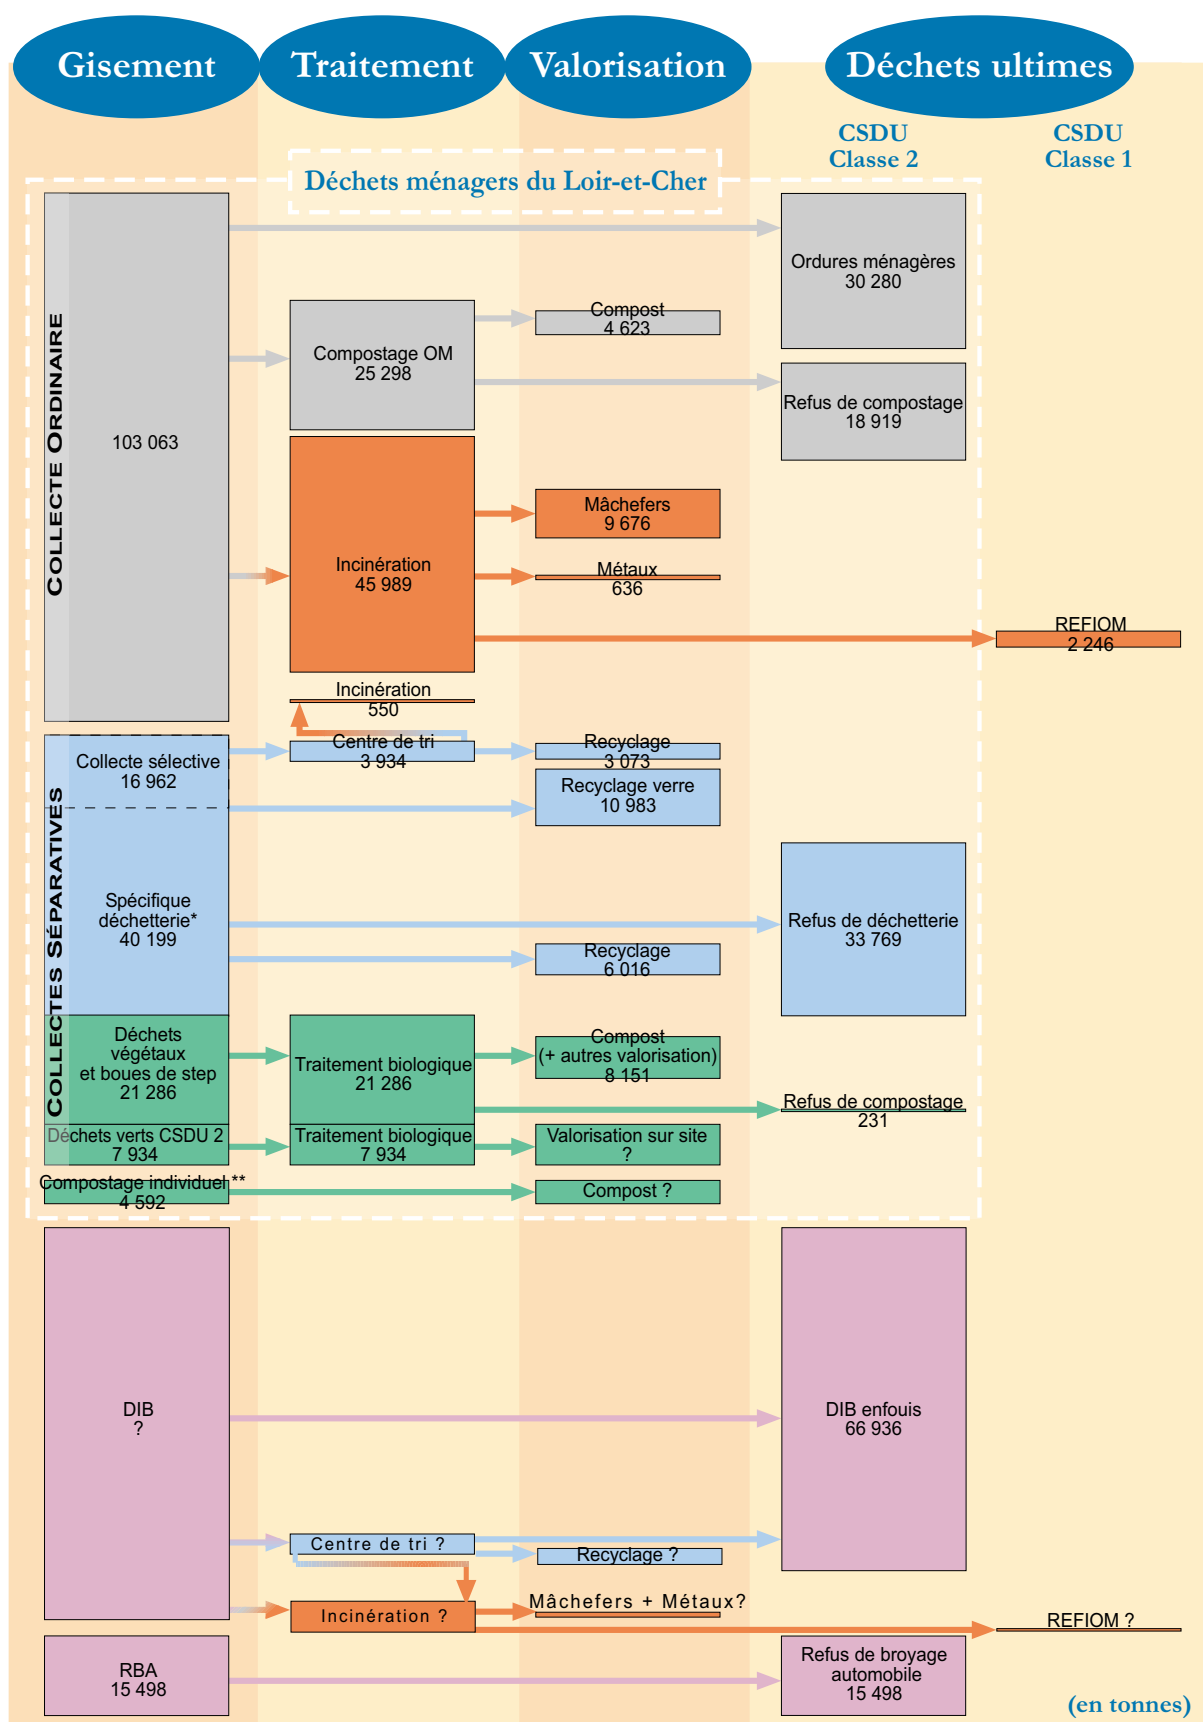 Gisement
Traitement
Valorisation
Déchets ultimes
CSDU
Classe 2
CSDU
Classe 1
Déchets ménagers du Loir-et-Cher
COLLECTE ORDINAIRE
103 063
Ordures ménagères
30 280
Compost
4 623
Compostage OM
25 298
Refus de compostage
18 919
Mâchefers
9 676
Incinération
45 989
Métaux
636
REFIOM
2 246
Incinération
550
COLLECTES SÉPARATIVES
Collecte sélective
16 962
Centre de tri
3 934
Recyclage
3 073
Recyclage verre
10 983
Spécifique
déchetterie*
40 199
Refus de déchetterie
33 769
Recyclage
6 016
Déchets
végétaux
et boues de step
21 286
Traitement biologique
21 286
Compost
(+ autres valorisation)
8 151
Refus de compostage
231
Déchets verts CSDU 2
7 934
Traitement biologique
7 934
Valorisation sur site
?
Compostage individuel **
4 592
Compost ?
DIB
?
DIB enfouis
66 936
Centre de tri ?
Recyclage ?
Incinération ?
Mâchefers + Métaux?
REFIOM ?
RBA
15 498
Refus de broyage
automobile
15 498
(en tonnes)